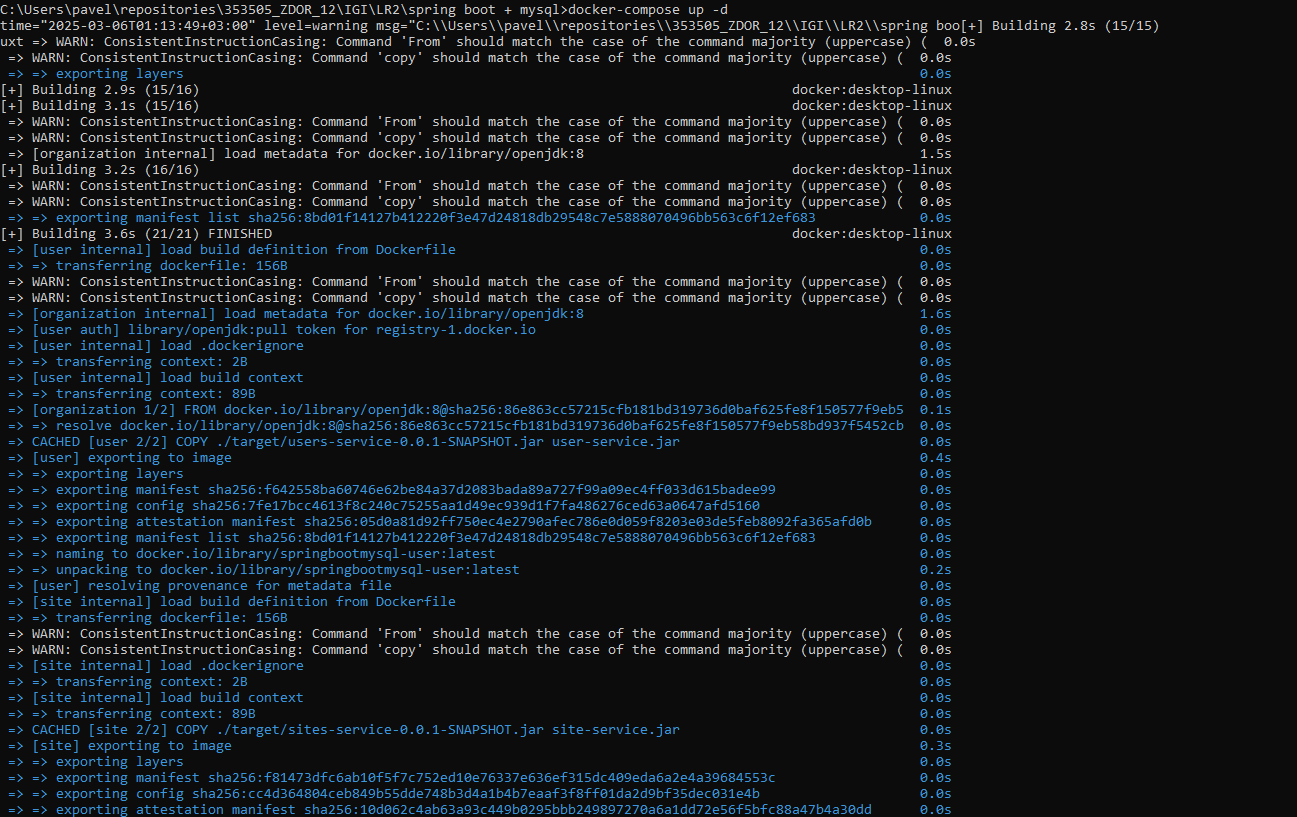 C:\Users\pavel\repositories\353505_ZDOR_12\IGI\LR2\spring boot + mysql>docker-compose up -d
time="2025-03-06T01:13:49+03:00" level=warning msg="C:\\Users\\pavel\\repositories\\353505_ZDOR_12\\IGI\\LR2\\spring boo[+] Building 2.8s (15/15)
uxt => WARN: ConsistentInstructionCasing: Command 'From' should match the case of the command majority (uppercase) (  0.0s
=> WARN: ConsistentInstructionCasing: Command 'copy' should match the case of the command majority (uppercase) (  0.0s
=> => exporting layers 0.0s
[+] Building 2.9s (15/16) docker:desktop-linux
[+] Building 3.1s (15/16) docker:desktop-linux
=> WARN: ConsistentInstructionCasing: Command 'From' should match the case of the command majority (uppercase) (  0.0s
=> WARN: ConsistentInstructionCasing: Command 'copy' should match the case of the command majority (uppercase) (  0.0s
=> [organization internal] load metadata for docker.io/library/openjdk:8 1.5s
[+] Building 3.2s (16/16) docker:desktop-linux
=> WARN: ConsistentInstructionCasing: Command 'From' should match the case of the command majority (uppercase) (  0.0s
=> WARN: ConsistentInstructionCasing: Command 'copy' should match the case of the command majority (uppercase) (  0.0s
=> => exporting manifest list sha256:8bd01f14127b412220f3e47d24818db29548c7e5888070496bb563c6f12ef683 0.0s
[+] Building 3.6s (21/21) FINISHED docker:desktop-linux
=> [user internal] load build definition from Dockerfile 0.0s
=> => transferring dockerfile: 156B 0.0s
=> WARN: ConsistentInstructionCasing: Command 'From' should match the case of the command majority (uppercase) (  0.0s
=> WARN: ConsistentInstructionCasing: Command 'copy' should match the case of the command majority (uppercase) (  0.0s
=> [organization internal] load metadata for docker.io/library/openjdk:8 1.6s
=> [user auth] library/openjdk:pull token for registry-1.docker.io 0.0s
=> [user internal] load .dockerignore 0.0s
=> => transferring context: 2B 0.0s
=> [user internal] load build context 0.0s
=> => transferring context: 89B 0.0s
=> [organization 1/2] FROM docker.io/library/openjdk:8@sha256:86e863cc57215cfb181bd319736d0baf625fe8f150577f9eb5 0.1s
=> => resolve docker.io/library/openjdk:8@sha256:86e863cc57215cfb181bd319736d0baf625fe8f150577f9eb58bd937f5452cb 0.0s
=> CACHED [user 2/2] COPY ./target/users-service-0.0.1-SNAPSHOT.jar user-service.jar 0.0s
=> [user] exporting to image 0.4s
=> => exporting layers 0.0s
=> => exporting manifest sha256:f642558ba60746e62be84a37d2083bada89a727f99a09ec4ff033d615badee99 0.0s
=> => exporting config sha256:7fe17bcc4613f8c240c75255aa1d49ec939d1f7fa486276ced63a0647afd5160 0.0s
=> => exporting attestation manifest sha256:05d0a81d92ff750ec4e2790afec786e0d059f8203e03de5feb8092fa365afd0b 0.0s
=> => exporting manifest list sha256:8bd01f14127b412220f3e47d24818db29548c7e5888070496bb563c6f12ef683 0.0s
=> => naming to docker.io/library/springbootmysql-user:latest 0.0s
=> => unpacking to docker.io/library/springbootmysql-user:latest 0.2s
=> [user] resolving provenance for metadata file 0.0s
=> [site internal] load build definition from Dockerfile 0.0s
=> => transferring dockerfile: 156B 0.0s
=> WARN: ConsistentInstructionCasing: Command 'From' should match the case of the command majority (uppercase) (  0.0s
=> WARN: ConsistentInstructionCasing: Command 'copy' should match the case of the command majority (uppercase) (  0.0s
=> [site internal] load .dockerignore 0.0s
=> => transferring context: 2B 0.0s
=> [site internal] load build context 0.0s
=> => transferring context: 89B 0.0s
=> CACHED [site 2/2] COPY ./target/sites-service-0.0.1-SNAPSHOT.jar site-service.jar 0.0s
=> [site] exporting to image 0.3s
=> => exporting layers 0.0s
=> => exporting manifest sha256:f81473dfc6ab10f5f7c752ed10e76337e636ef315dc409eda6a2e4a39684553c 0.0s
=> => exporting config sha256:cc4d364804ceb849b55dde748b3d4a1b4b7eaaf3f8ff01da2d9bf35dec031e4b 0.0s
=> => exporting attestation manifest sha256:10d062c4ab63a93c449b0295bbb249897270a6a1dd72e56f5bfc88a47b4a30dd 0.0s